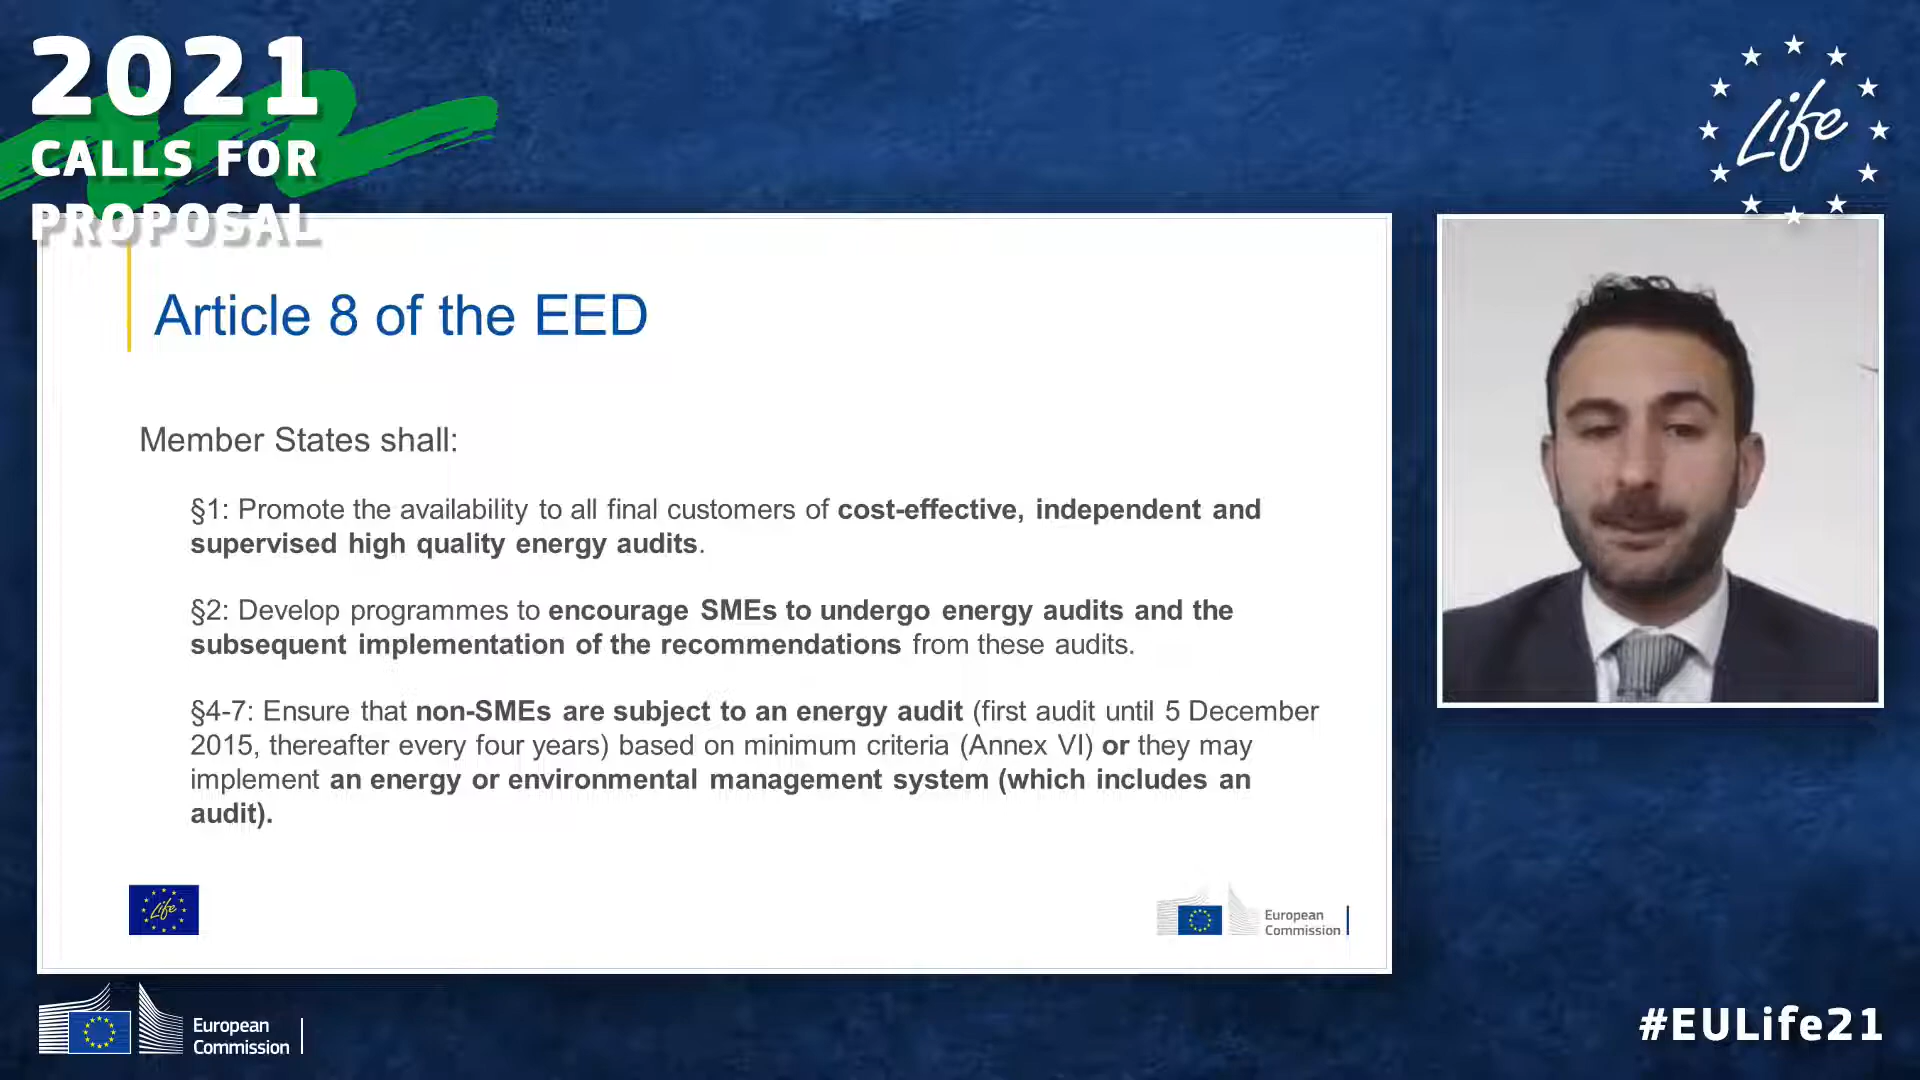 2021
CALLS FOR
PROPOSAL
Life
Article 8 of the EED
Member States shall:
§1: Promote the availability to all final customers of cost-effective, independent and
supervised high quality energy audits.
§2: Develop programmes to encourage SMEs to undergo energy audits and the
subsequent implementation of the recommendations from these audits.
§4-7: Ensure that non-SMEs are subject to an energy audit (first audit until 5 December
2015, thereafter every four years) based on minimum criteria (Annex VI) or they may
implement an energy or environmental management system (which includes an
audit).
Life
European
Commission
European
Commission
#EULife21